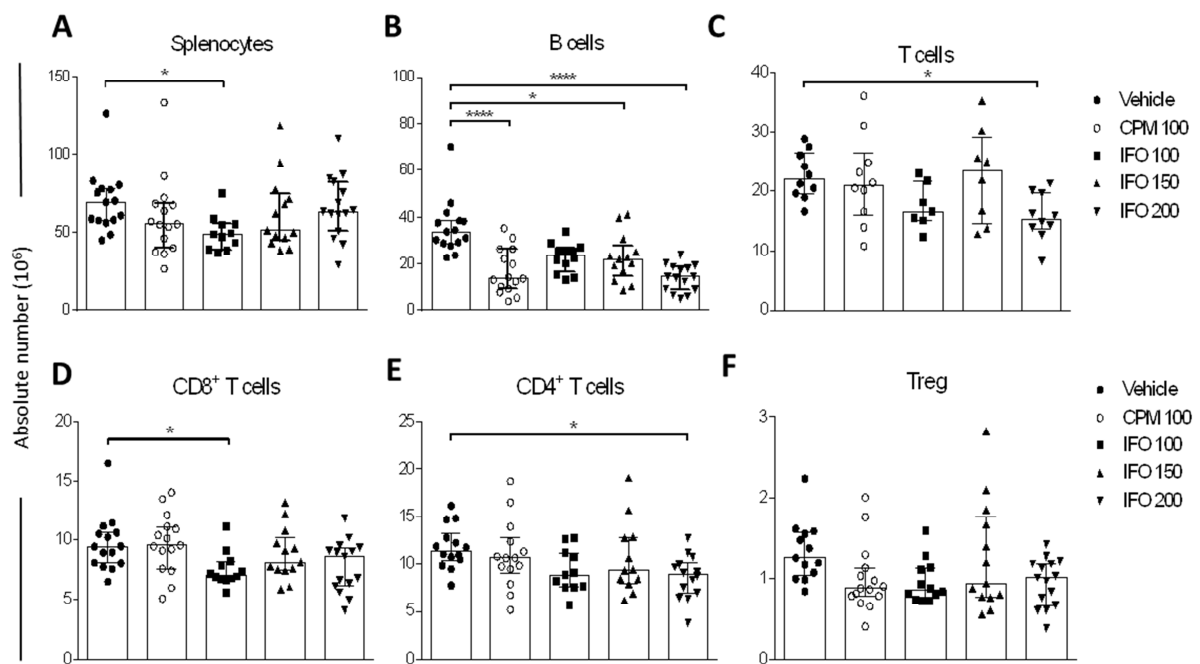 A
Splenocytes
150
100
50
0
*
B
B cells
100
80
60
40
20
0
****
*
****
C
T cells
40
30
20
10
0
*
Vehicle
CPM 100
IFO 100
IFO 150
IFO 200
Absolute number (10⁶)
D
CD8⁺ T cells
20
15
10
5
0
*
E
CD4⁺ T cells
25
20
15
10
5
0
*
F
Treg
3
2
1
0
Vehicle
CPM 100
IFO 100
IFO 150
IFO 200